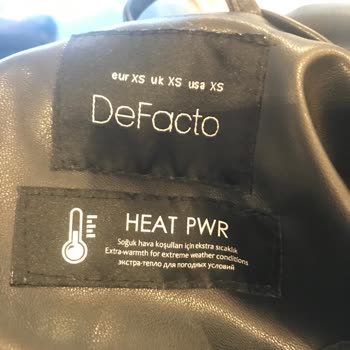 eur XS uk XS usa XS
DeFacto
HEAT PWR
Soğuk hava koşulları için ekstra sıcaklık
Extra-warmth for extreme weather conditions
экстра-тепло для погодных условий